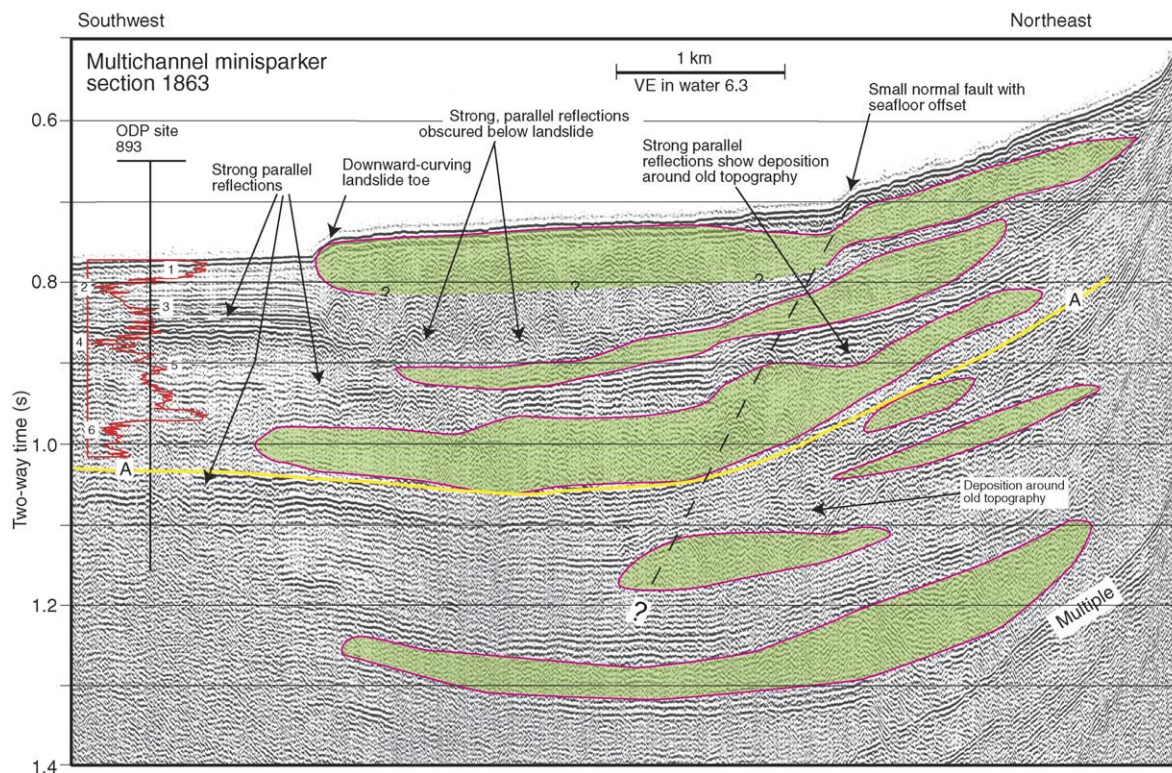 Southwest
Northeast
Multichannel minisparker
section 1863
1 km
VE in water 6.3
Small normal fault with
seafloor offset
0.6
ODP site
893
Strong, parallel reflections
obscured below landslide
Strong parallel
reflections
Downward-curving
landslide toe
Strong parallel
reflections show deposition
around old topography
0.8
1
2
3
4
5
6
?
?
?
A
A
Two-way time (s)
1.0
Deposition around
old topography
1.2
?
Multiple
1.4